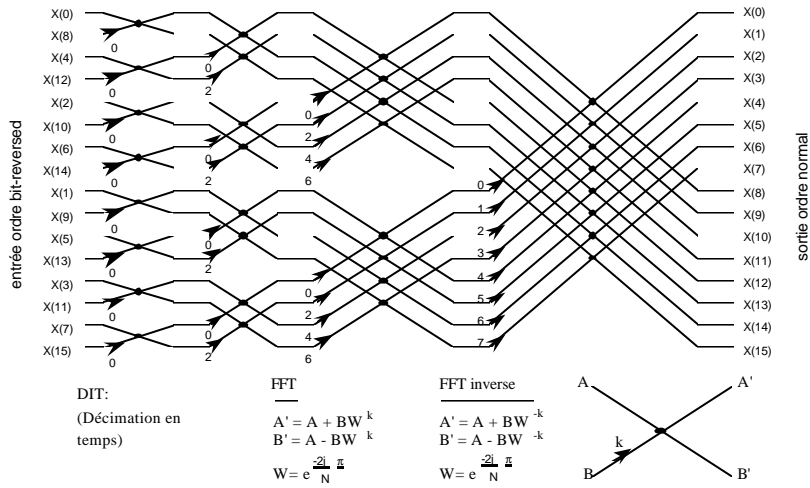 entrée ordre bit-reversed
X(0)
X(8)
X(4)
X(12)
X(2)
X(10)
X(6)
X(14)
X(1)
X(9)
X(5)
X(13)
X(3)
X(11)
X(7)
X(15)
0
0
0
0
0
0
0
0
0
2
0
2
0
2
0
2
0
2
4
6
0
2
4
6
0
1
2
3
4
5
6
7
X(0)
X(1)
X(2)
X(3)
X(4)
X(5)
X(6)
X(7)
X(8)
X(9)
X(10)
X(11)
X(12)
X(13)
X(14)
X(15)
sortie ordre normal
DIT:
(Décimation en
temps)
FFT
A' = A + BW k
B' = A - BW k
W= e -2j π
N
FFT inverse
A' = A + BW -k
B' = A - BW -k
W= e -2j π
N
A
A'
k
B
B'